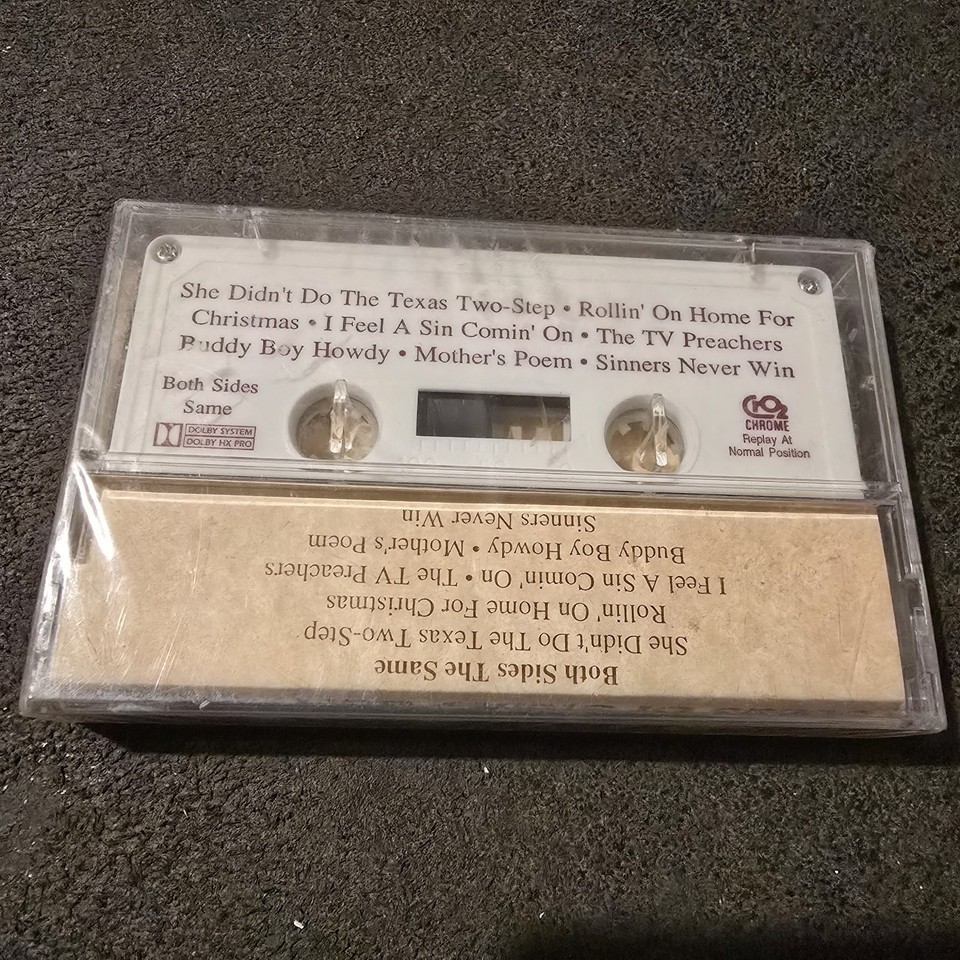 She Didn't Do The Texas Two-Step • Rollin' On Home For
Christmas • I Feel A Sin Comin' On • The TV Preachers
Buddy Boy Howdy • Mother's Poem • Sinners Never Win
Both Sides
Same
DOLBY SYSTEM
DOLBY HX PRO
CrO2
CHROME
Replay At
Normal Position
Both Sides The Same
She Didn't Do The Texas Two-Step
Rollin' On Home For Christmas
I Feel A Sin Comin' On • The TV Preachers
Buddy Boy Howdy • Mother's Poem
Sinners Never Win